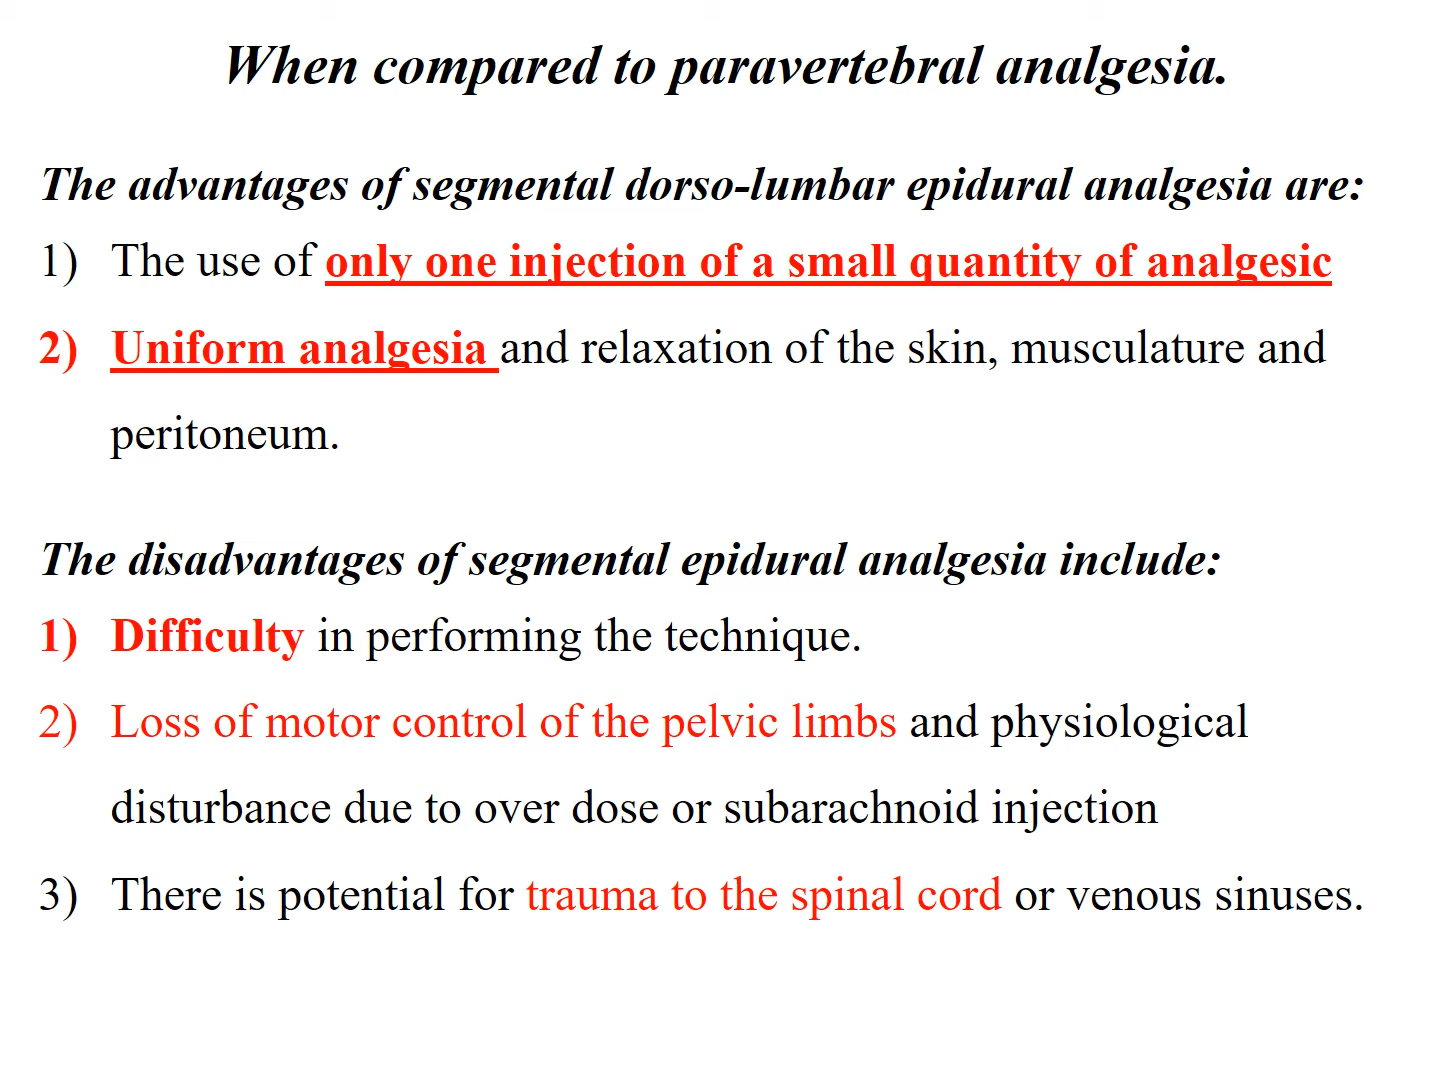 When compared to paravertebral analgesia.
The advantages of segmental dorso-lumbar epidural analgesia are:
1) The use of only one injection of a small quantity of analgesic
2) Uniform analgesia and relaxation of the skin, musculature and
peritoneum.
The disadvantages of segmental epidural analgesia include:
1) Difficulty in performing the technique.
2) Loss of motor control of the pelvic limbs and physiological
disturbance due to over dose or subarachnoid injection
3) There is potential for trauma to the spinal cord or venous sinuses.